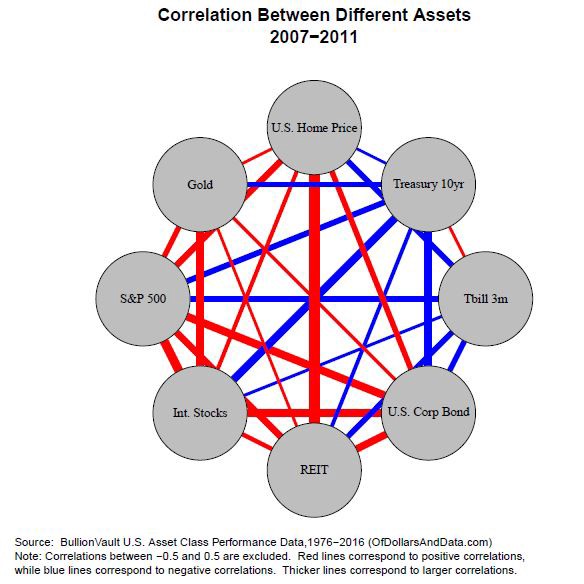 Correlation Between Different Assets
2007−2011
U.S. Home Price
Gold
Treasury 10yr
S&P 500
Tbill 3m
Int. Stocks
U.S. Corp Bond
REIT
Source:  BullionVault U.S. Asset Class Performance Data,1976−2016 (OfDollarsAndData.com)
Note: Correlations between −0.5 and 0.5 are excluded.  Red lines correspond to positive correlations,
while blue lines correspond to negative correlations.  Thicker lines correspond to larger correlations.